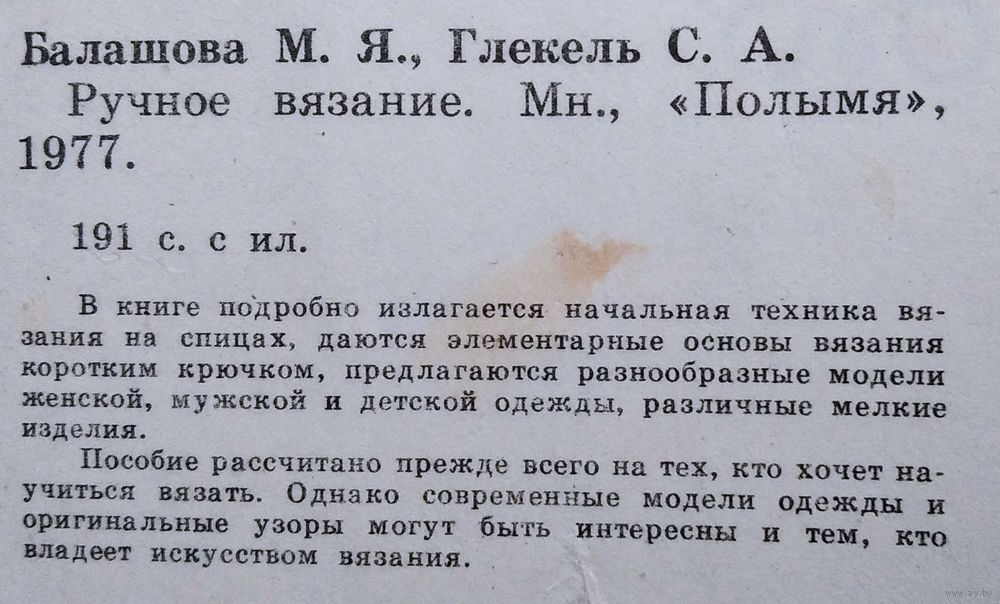 Балашова М. Я., Глекель С. А.
Ручное вязание. Мн., «Полымя»,
1977.
191 с. с ил.
В книге подробно излагается начальная техника вя-
зания на спицах, даются элементарные основы вязания
коротким крючком, предлагаются разнообразные модели
женской, мужской и детской одежды, различные мелкие
изделия.
Пособие рассчитано прежде всего на тех, кто хочет на-
учиться вязать. Однако современные модели одежды и
оригинальные узоры могут быть интересны и тем, кто
владеет искусством вязания.
www.ay.by